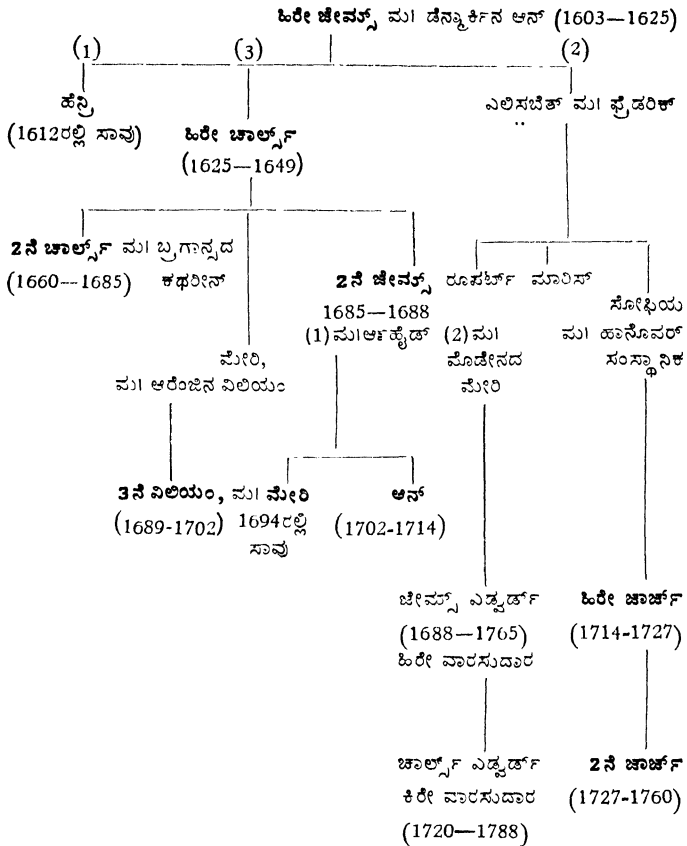 ಹಿರೇ ಜೇಮ್ಸ್ ಮ। ಡೆನ್ಮಾರ್ಕಿನ ಆನ್ (1603—1625)
(1) (3) (2)
ಹೆನ್ರಿ ಎಲಿಸಬೆತ್ ಮ। ಫ್ರೆಡರಿಕ್
(1612ರಲ್ಲಿ ಸಾವು) ಹಿರೇ ಚಾರ್ಲ್ಸ್
(1625—1649)
2ನೆ ಚಾರ್ಲ್ಸ್ ಮ। ಬ್ರಗಾನ್ಸದ
(1660--1685) ಕಥರೀನ್ 2ನೆ ಜೇಮ್ಸ್ ರೂಪರ್ಟ್ ಮಾರಿಸ್
1685—1688 ಸೋಫಿಯ
(1) ಮ।ಆ೯ಹೈಡ್ (2) ಮ। ಮ। ಹಾನೊವರ್
ಮೇರಿ, ಮೊಡೇನದ ಸಂಸ್ಥಾನಿಕ
ಮ। ಆರೆಂಜಿನ ವಿಲಿಯಂ ಮೇರಿ
3ನೆ ವಿಲಿಯಂ, ಮ। ಮೇರಿ ಆನ್
(1689-1702) 1694ರಲ್ಲಿ (1702-1714)
ಸಾವು
ಜೇಮ್ಸ್ ಎಡ್ವರ್ಡ್ ಹಿರೇ ಜಾರ್ಜ್
(1688—1765) (1714-1727)
ಹಿರೇ ವಾರಸುದಾರ
ಚಾರ್ಲ್ಸ್ ಎಡ್ವರ್ಡ್ 2ನೆ ಜಾರ್ಜ್
ಕಿರೇ ವಾರಸುದಾರ (1727-1760)
(1720—1788)